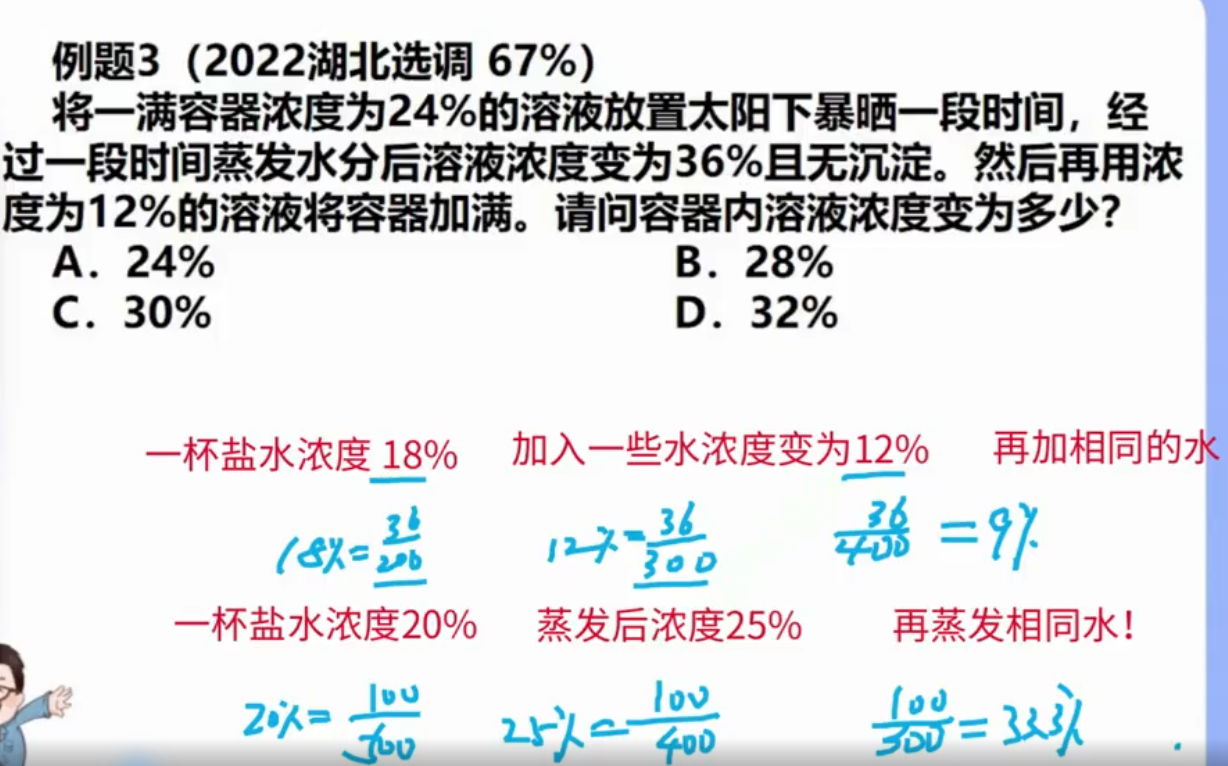 例题3（2022湖北选调 67%）
将一满容器浓度为24%的溶液放置太阳下暴晒一段时间，经
过一段时间蒸发水分后溶液浓度变为36%且无沉淀。然后再用浓
度为12%的溶液将容器加满。请问容器内溶液浓度变为多少？
A．24% B．28%
C．30% D．32%
一杯盐水浓度 18% 加入一些水浓度变为12% 再加相同的水
18%=36/200 12%=36/300 36/400=9%
一杯盐水浓度20% 蒸发后浓度25% 再蒸发相同水！
20%=100/500 25%=100/400 100/300=33.3%